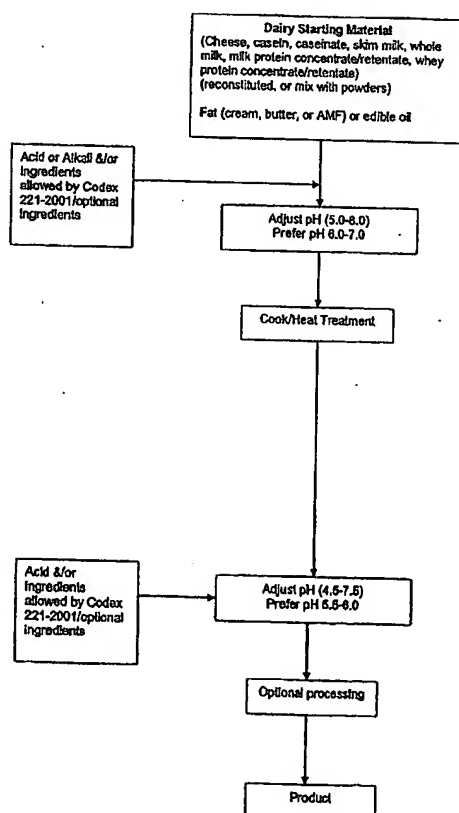 Dairy Starting Material
(Cheese, casein, caseinate, skim milk, whole
milk, milk protein concentrate/retentate, whey
protein concentrate/retentate)
(reconstituted, or mix with powders)
Fat (cream, butter, or AMF) or edible oil
Acid or Alkali &/or
ingredients
allowed by Codex
221-2001/optional
ingredients
Adjust pH (5.0-8.0)
Prefer pH 6.0-7.0
Cook/Heat Treatment
Acid &/or
ingredients
allowed by Codex
221-2001/optional
ingredients
Adjust pH (4.5-7.5)
Prefer pH 5.5-6.0
Optional processing
Product